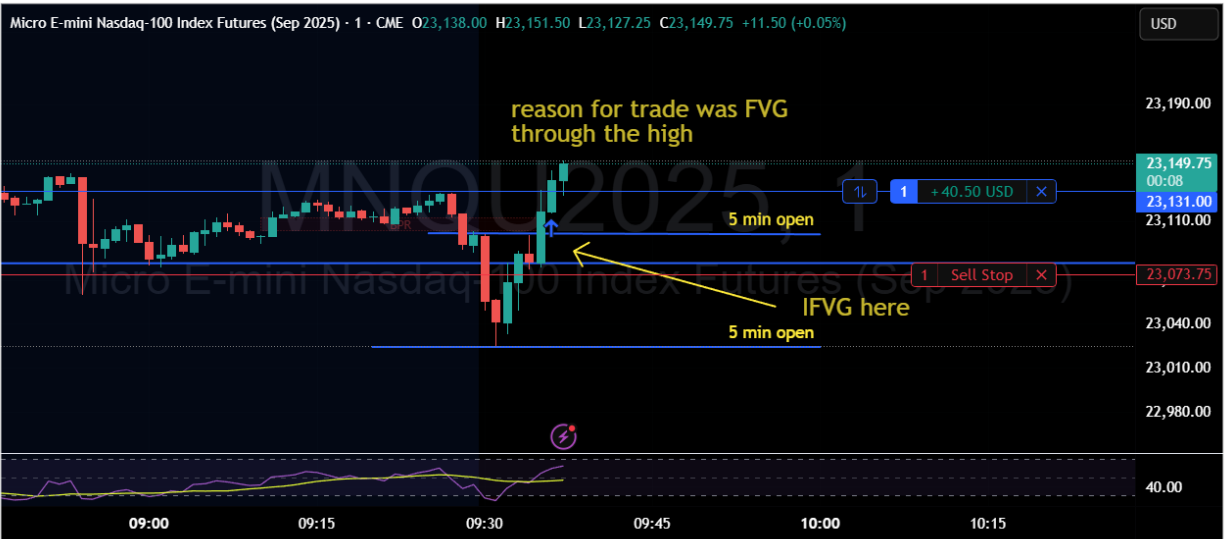 Micro E-mini Nasdaq-100 Index Futures (Sep 2025) · 1 · CME O23,138.00 H23,151.50 L23,127.25 C23,149.75 +11.50 (+0.05%)
USD
23,190.00
reason for trade was FVG
through the high
MNQU2025, 1
23,149.75
00:08
1 +40.50 USD
23,131.00
23,110.00
5 min open
Micro E-mini Nasdaq-100 Index Futures (Sep 2025)
1 Sell Stop
23,073.75
IFVG here
23,040.00
5 min open
23,010.00
22,980.00
40.00
09:00 09:15 09:30 09:45 10:00 10:15